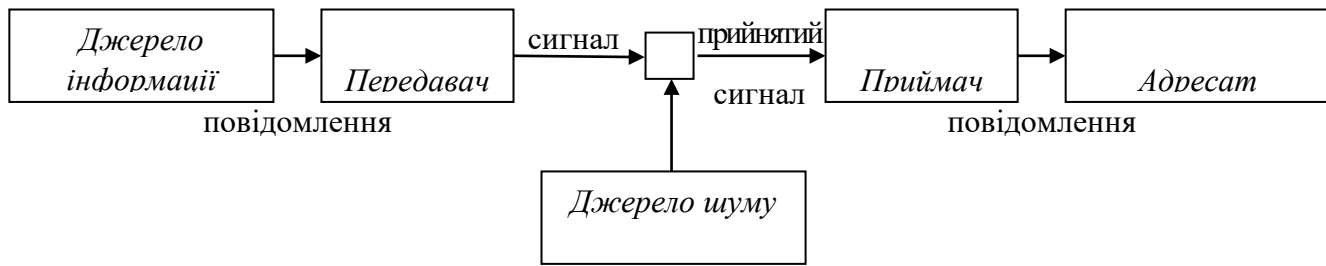 Джерело
інформації
Передавач
сигнал
прийнятий
сигнал
Приймач
Адресат
повідомлення
повідомлення
Джерело шуму